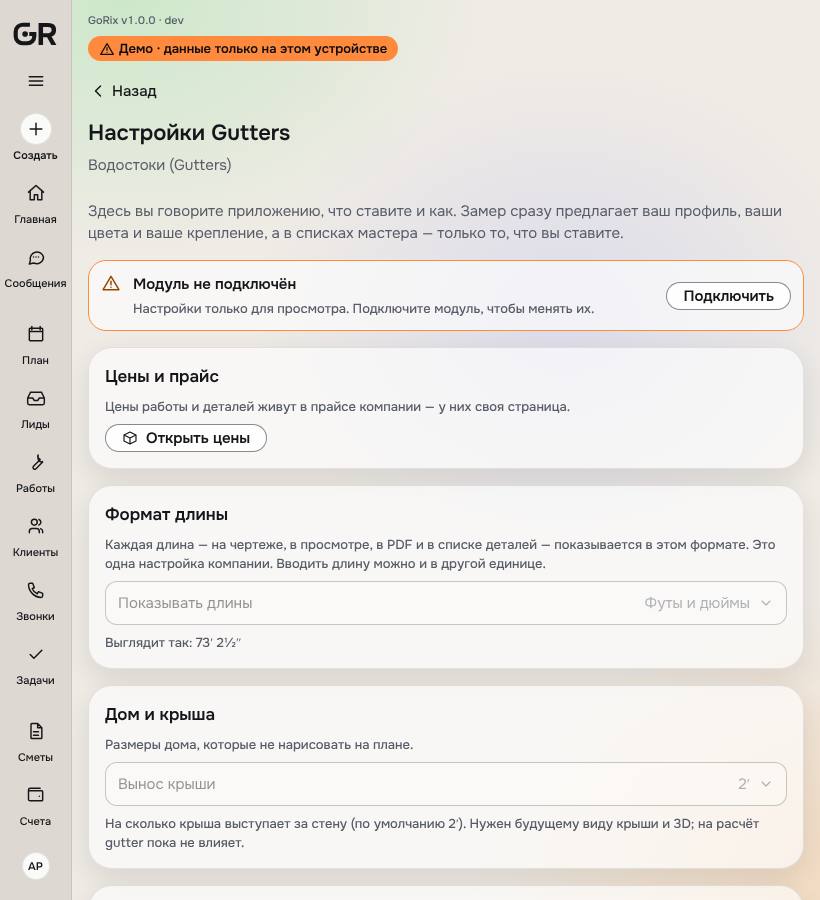 GR
GoRix v1.0.0 · dev
Демо · данные только на этом устройстве
Назад
Создать
Главная
Сообщения
План
Лиды
Работы
Клиенты
Звонки
Задачи
Сметы
Счета
AP
Настройки Gutters
Водостоки (Gutters)
Здесь вы говорите приложению, что ставите и как. Замер сразу предлагает ваш профиль, ваши
цвета и ваше крепление, а в списках мастера — только то, что вы ставите.
Модуль не подключён
Настройки только для просмотра. Подключите модуль, чтобы менять их.
Подключить
Цены и прайс
Цены работы и деталей живут в прайсе компании — у них своя страница.
Открыть цены
Формат длины
Каждая длина — на чертеже, в просмотре, в PDF и в списке деталей — показывается в этом формате. Это
одна настройка компании. Вводить длину можно и в другой единице.
Показывать длины Футы и дюймы
Выглядит так: 73′ 2½″
Дом и крыша
Размеры дома, которые не нарисовать на плане.
Вынос крыши 2′
На сколько крыша выступает за стену (по умолчанию 2′). Нужен будущему виду крыши и 3D; на расчёт
gutter пока не влияет.